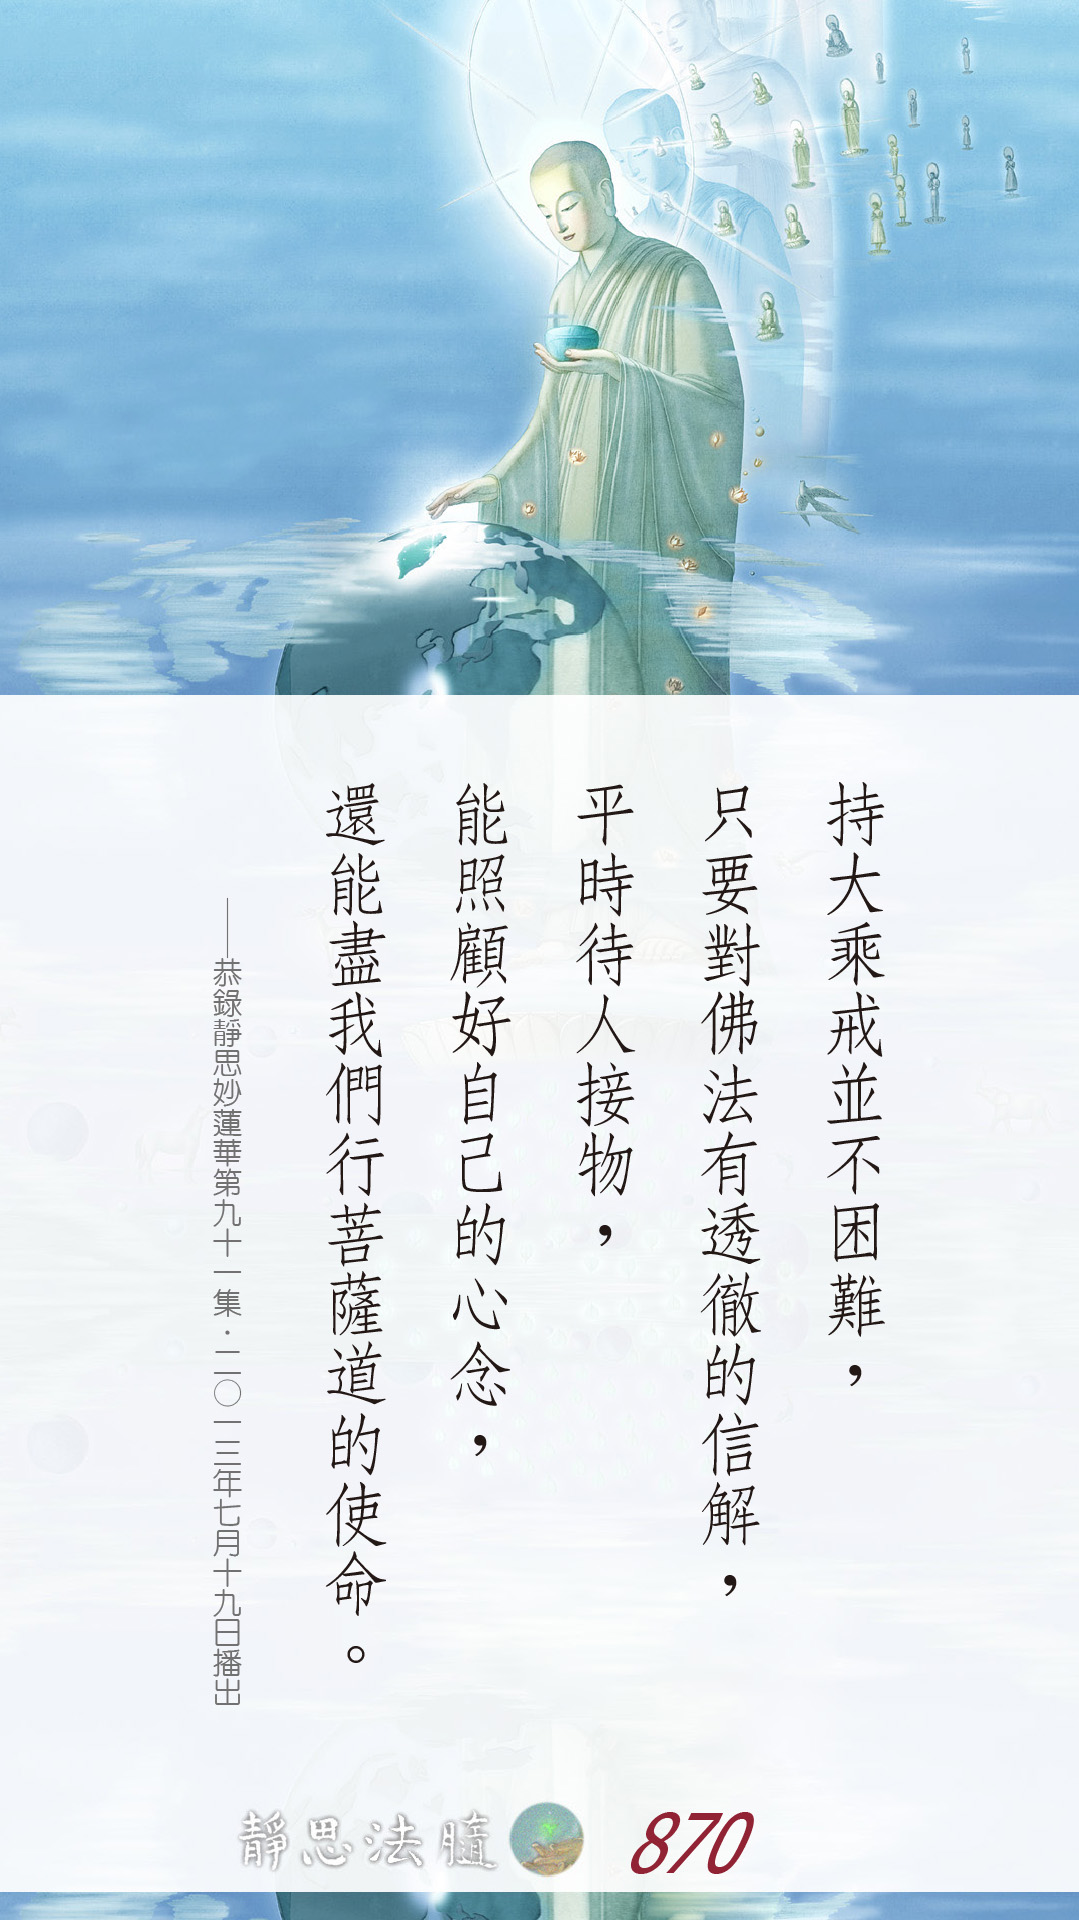 持大乘戒並不困難，
只要對佛法有透徹的信解，
平時待人接物，
能照顧好自己的心念，
還能盡我們行菩薩道的使命。
——恭錄靜思妙蓮華第九十一集．二〇一三年七月十九日播出
靜思法髓 870